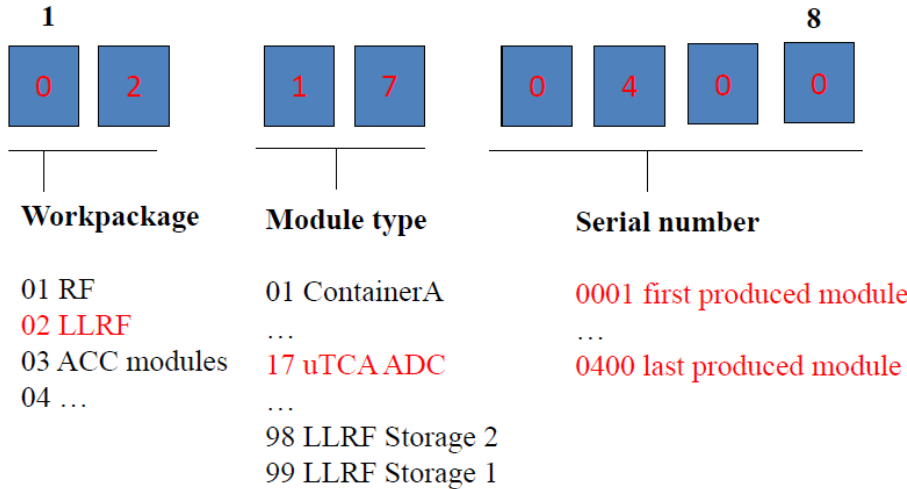 1 8
0 2 1 7 0 4 0 0
Workpackage
01 RF
02 LLRF
03 ACC modules
04 …
Module type
01 ContainerA
…
17 uTCA ADC
…
98 LLRF Storage 2
99 LLRF Storage 1
Serial number
0001 first produced module
…
0400 last produced module